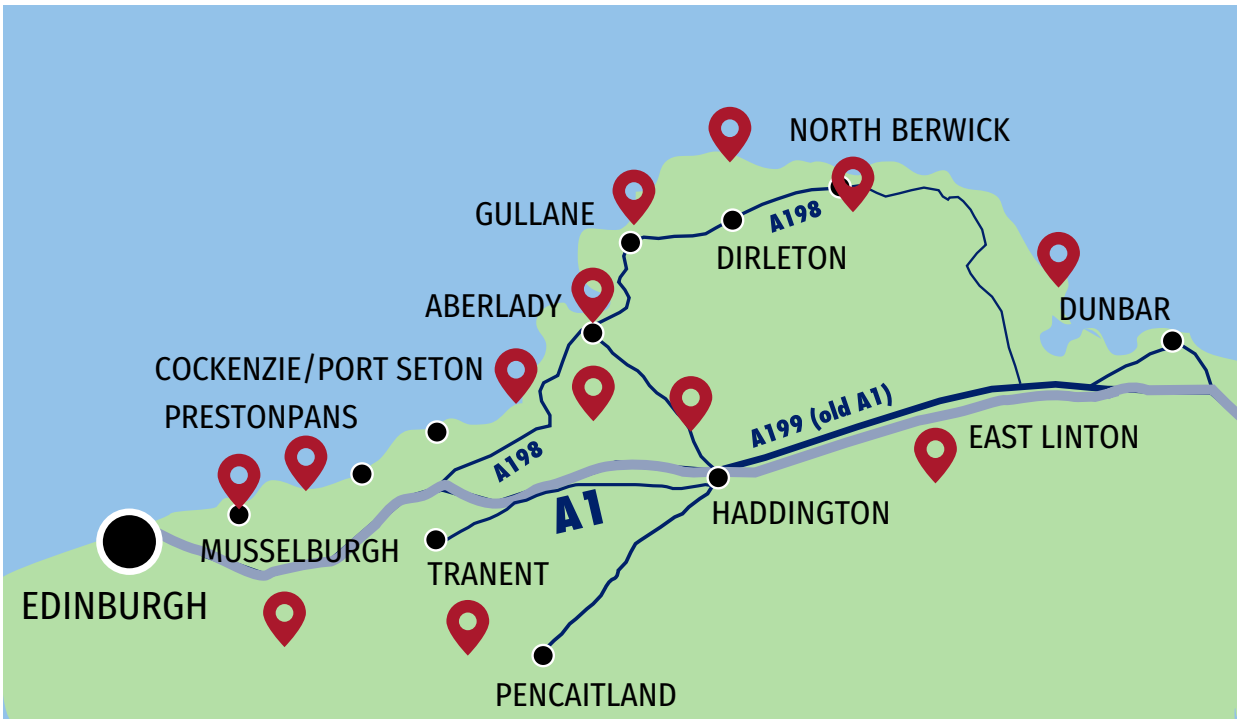 NORTH BERWICK
GULLANE
A198
DIRLETON
ABERLADY
DUNBAR
COCKENZIE/PORT SETON
PRESTONPANS
A199 (old A1)
EAST LINTON
A198
A1
HADDINGTON
MUSSELBURGH
TRANENT
EDINBURGH
PENCAITLAND